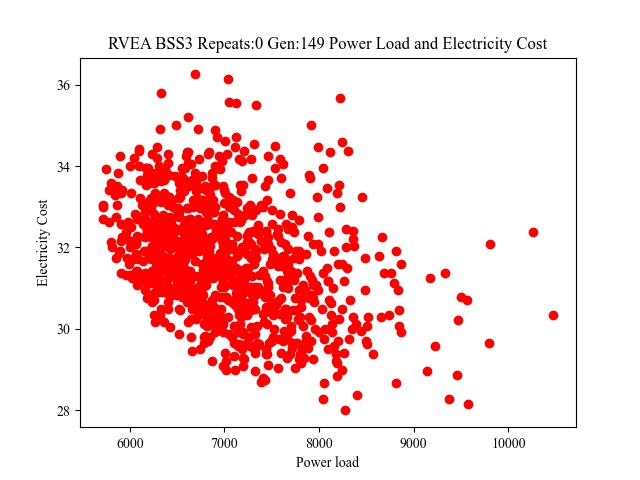 RVEA BSS3 Repeats:0 Gen:149 Power Load and Electricity Cost
36
34
32
30
28
Electricity Cost
6000 7000 8000 9000 10000
Power load